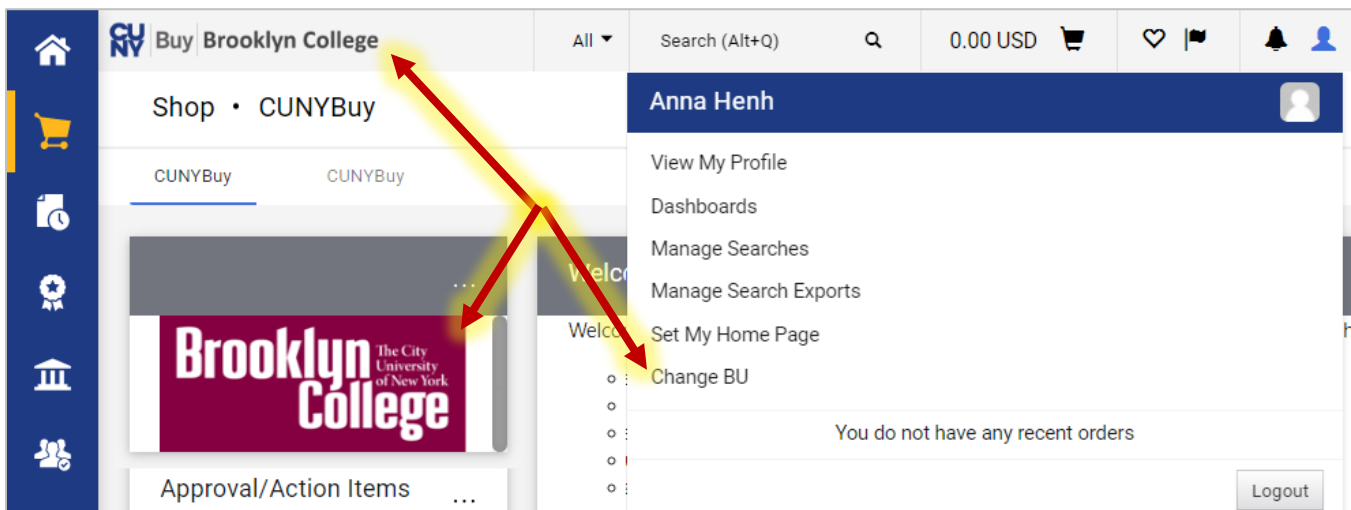 CUNY Buy Brooklyn College
All
Search (Alt+Q)
0.00 USD
Shop • CUNYBuy
Anna Henh
CUNYBuy
CUNYBuy
View My Profile
Dashboards
Manage Searches
Manage Search Exports
Set My Home Page
Change BU
...
Brooklyn College
The City
University
of New York
You do not have any recent orders
Approval/Action Items
...
Logout